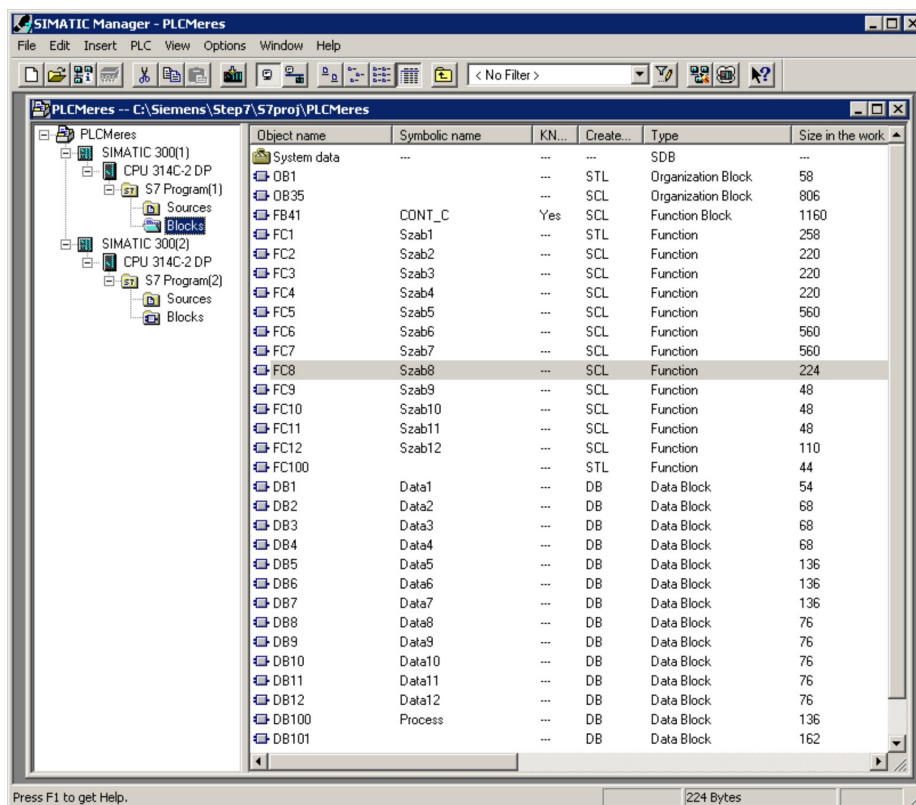 SIMATIC Manager - PLCMeres
File Edit Insert PLC View Options Window Help
< No Filter >
PLCMeres -- C:\Siemens\Step7\S7proj\PLCMeres
PLCMeres
SIMATIC 300(1)
CPU 314C-2 DP
S7 Program(1)
Sources
Blocks
SIMATIC 300(2)
CPU 314C-2 DP
S7 Program(2)
Sources
Blocks
Object name Symbolic name KN... Create... Type Size in the work
System data --- --- --- SDB ---
OB1 --- STL Organization Block 58
OB35 --- SCL Organization Block 806
FB41 CONT_C Yes SCL Function Block 1160
FC1 Szab1 --- STL Function 258
FC2 Szab2 --- SCL Function 220
FC3 Szab3 --- SCL Function 220
FC4 Szab4 --- SCL Function 220
FC5 Szab5 --- SCL Function 560
FC6 Szab6 --- SCL Function 560
FC7 Szab7 --- SCL Function 560
FC8 Szab8 --- SCL Function 224
FC9 Szab9 --- SCL Function 48
FC10 Szab10 --- SCL Function 48
FC11 Szab11 --- SCL Function 48
FC12 Szab12 --- SCL Function 110
FC100 --- STL Function 44
DB1 Data1 --- DB Data Block 54
DB2 Data2 --- DB Data Block 68
DB3 Data3 --- DB Data Block 68
DB4 Data4 --- DB Data Block 68
DB5 Data5 --- DB Data Block 136
DB6 Data6 --- DB Data Block 136
DB7 Data7 --- DB Data Block 136
DB8 Data8 --- DB Data Block 76
DB9 Data9 --- DB Data Block 76
DB10 Data10 --- DB Data Block 76
DB11 Data11 --- DB Data Block 76
DB12 Data12 --- DB Data Block 76
DB100 Process --- DB Data Block 136
DB101 --- DB Data Block 162
Press F1 to get Help. 224 Bytes